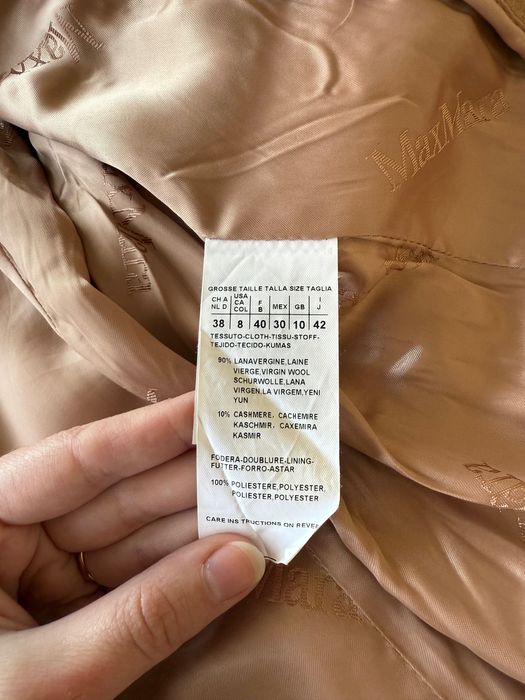 MaxMara
GROSSE TAILLE TALLA SIZE TAGLIA
CH A NL D USA CA COL F B MEX GB I J
38 8 40 30 10 42
TESSUTO-CLOTH-TISSU-STOFF-
TEJIDO-TECIDO-KUMAS
90% LANAVERGINE,LAINE
VIERGE,VIRGIN WOOL
SCHURWOLLE,LANA
VIRGEN,LA VIRGEM,YENI
YUN
10% CASHMERE, CACHEMIRE
KASCHMIR, CAXEMIRA
KASMIR
FODERA-DOUBLURE-LINING-
FUTTER-FORRO-ASTAR
100% POLIESTERE,POLYESTER,
POLIESTER,POLYESTER
CARE INSTRUCTIONS ON REVER